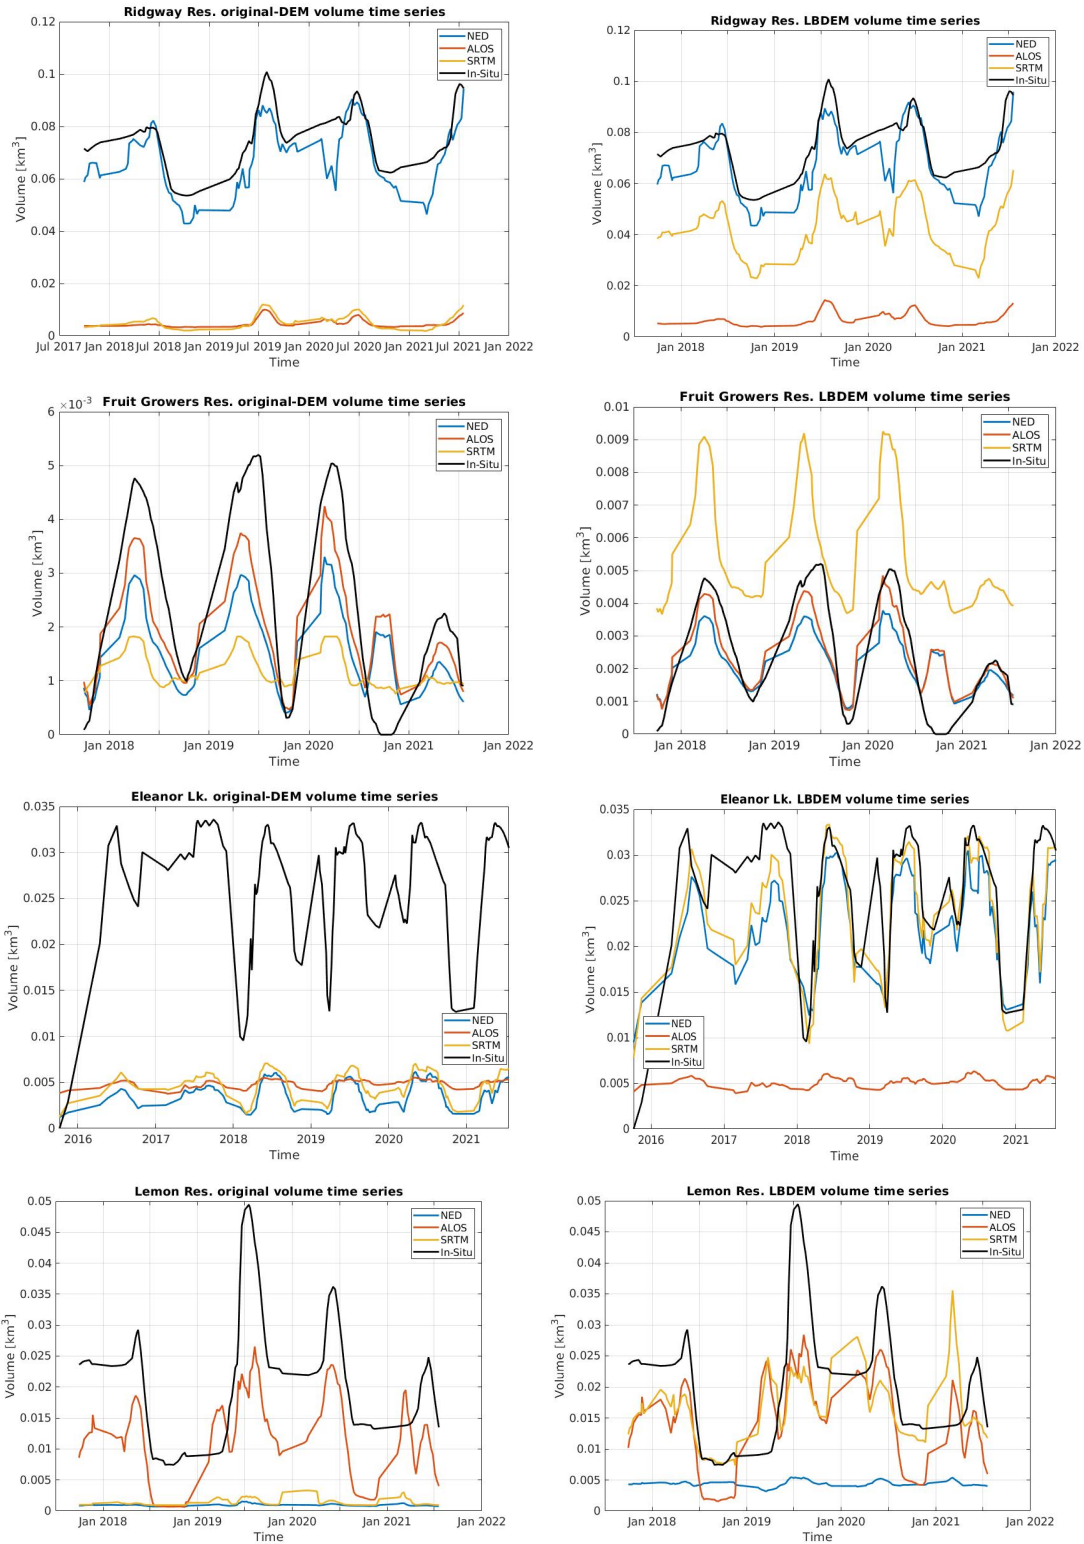 Ridgway Res. original-DEM volume time series
0.12
0.1
0.08
0.06
0.04
0.02
0
Volume [km³]
NED
ALOS
SRTM
In-Situ
Jul 2017 Jan 2018 Jul 2018 Jan 2019 Jul 2019 Jan 2020 Jul 2020 Jan 2021 Jul 2021 Jan 2022
Time
Ridgway Res. LBDEM volume time series
0.12
0.1
0.08
0.06
0.04
0.02
0
Volume [km³]
NED
ALOS
SRTM
In-Situ
Jan 2018 Jan 2019 Jan 2020 Jan 2021 Jan 2022
Time
Fruit Growers Res. original-DEM volume time series
×10⁻³
6
5
4
3
2
1
0
Volume [km³]
NED
ALOS
SRTM
In-Situ
Jan 2018 Jan 2019 Jan 2020 Jan 2021 Jan 2022
Time
Fruit Growers Res. LBDEM volume time series
0.01
0.009
0.008
0.007
0.006
0.005
0.004
0.003
0.002
0.001
0
Volume [km³]
NED
ALOS
SRTM
In-Situ
Jan 2018 Jan 2019 Jan 2020 Jan 2021 Jan 2022
Time
Eleanor Lk. original-DEM volume time series
0.035
0.03
0.025
0.02
0.015
0.01
0.005
0
Volume [km³]
NED
ALOS
SRTM
In-Situ
2016 2017 2018 2019 2020 2021
Time
Eleanor Lk. LBDEM volume time series
0.035
0.03
0.025
0.02
0.015
0.01
0.005
0
Volume [km³]
NED
ALOS
SRTM
In-Situ
2016 2017 2018 2019 2020 2021
Time
Lemon Res. original volume time series
0.05
0.045
0.04
0.035
0.03
0.025
0.02
0.015
0.01
0.005
0
Volume [km³]
NED
ALOS
SRTM
In-Situ
Jan 2018 Jan 2019 Jan 2020 Jan 2021 Jan 2022
Time
Lemon Res. LBDEM volume time series
0.05
0.045
0.04
0.035
0.03
0.025
0.02
0.015
0.01
0.005
0
Volume [km³]
NED
ALOS
SRTM
In-Situ
Jan 2018 Jan 2019 Jan 2020 Jan 2021 Jan 2022
Time